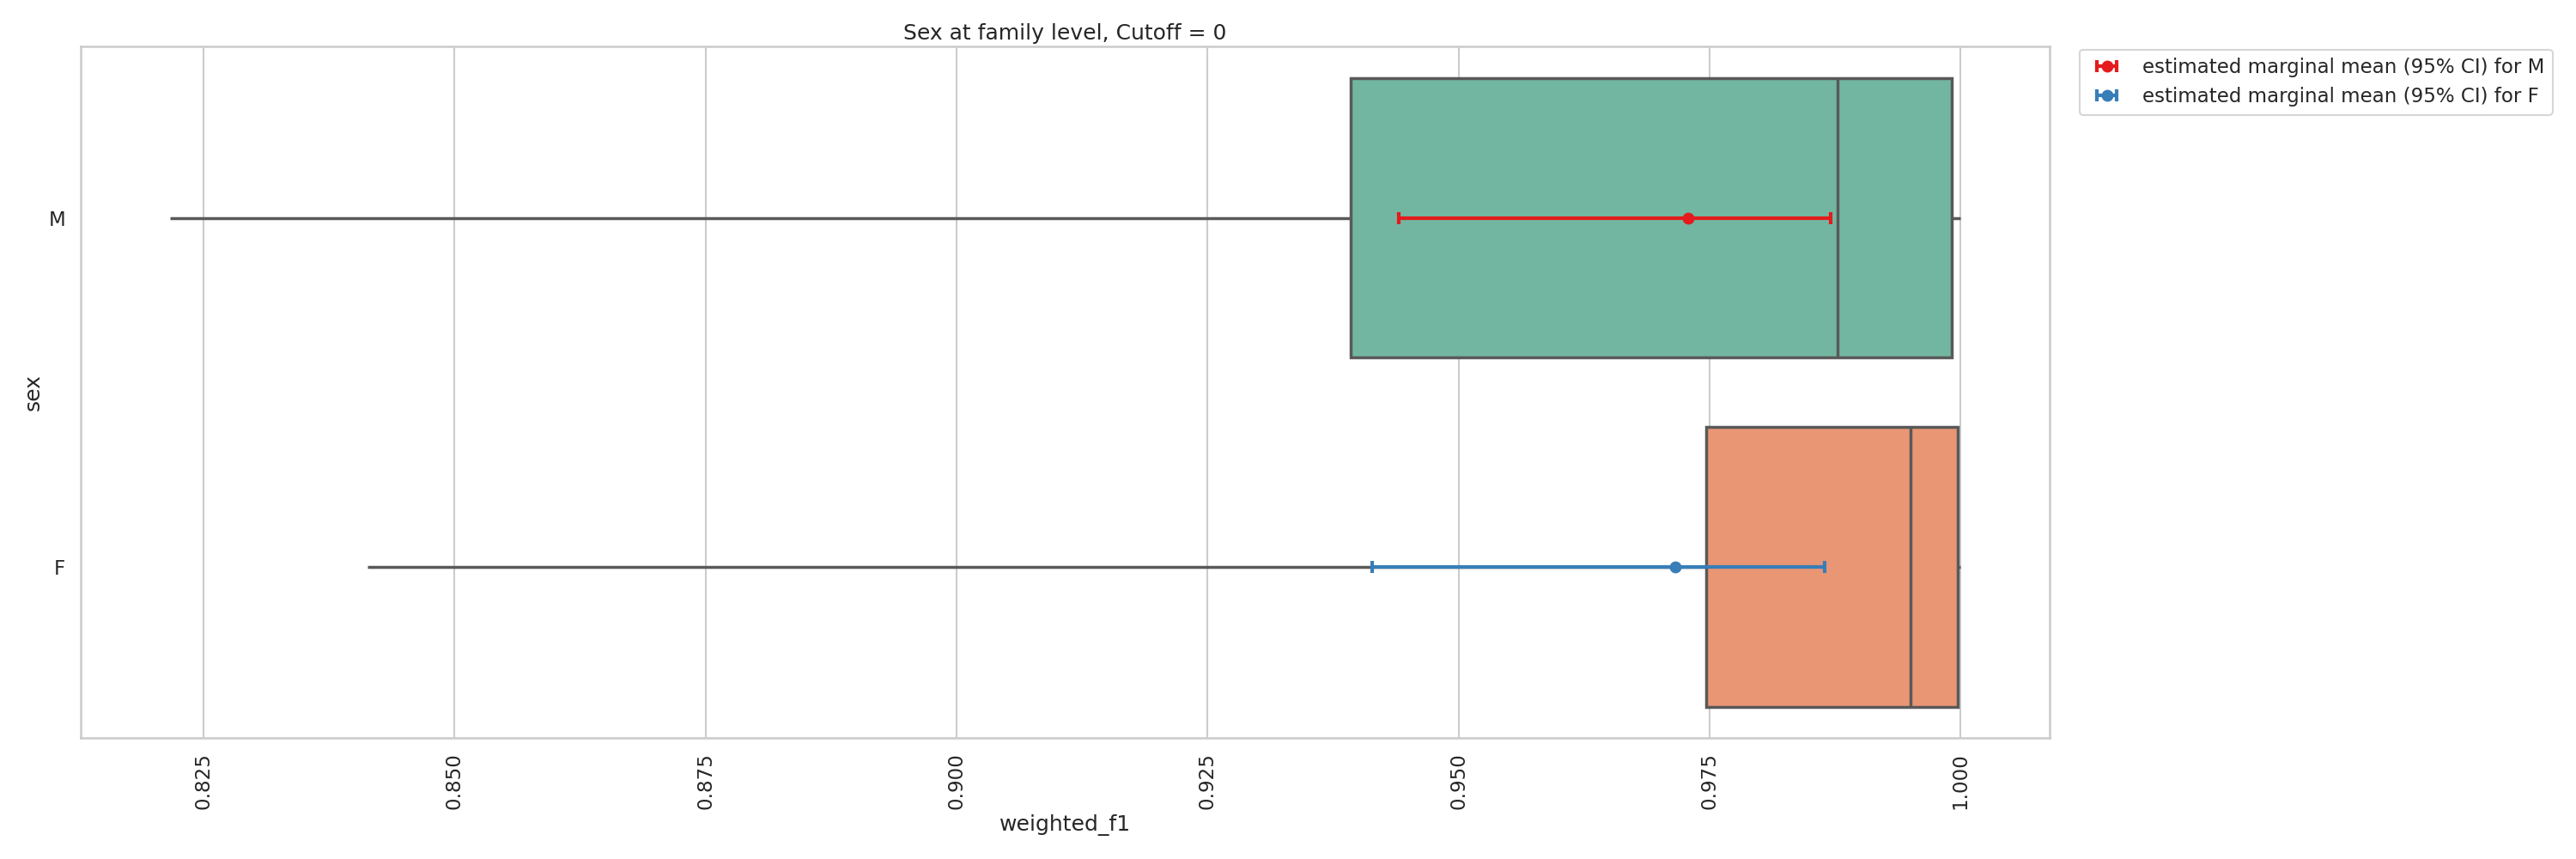 Sex at family level, Cutoff = 0
estimated marginal mean (95% CI) for M
estimated marginal mean (95% CI) for F
M
sex
F
0.825
0.850
0.875
0.900
0.925
0.950
0.975
1.000
weighted_f1